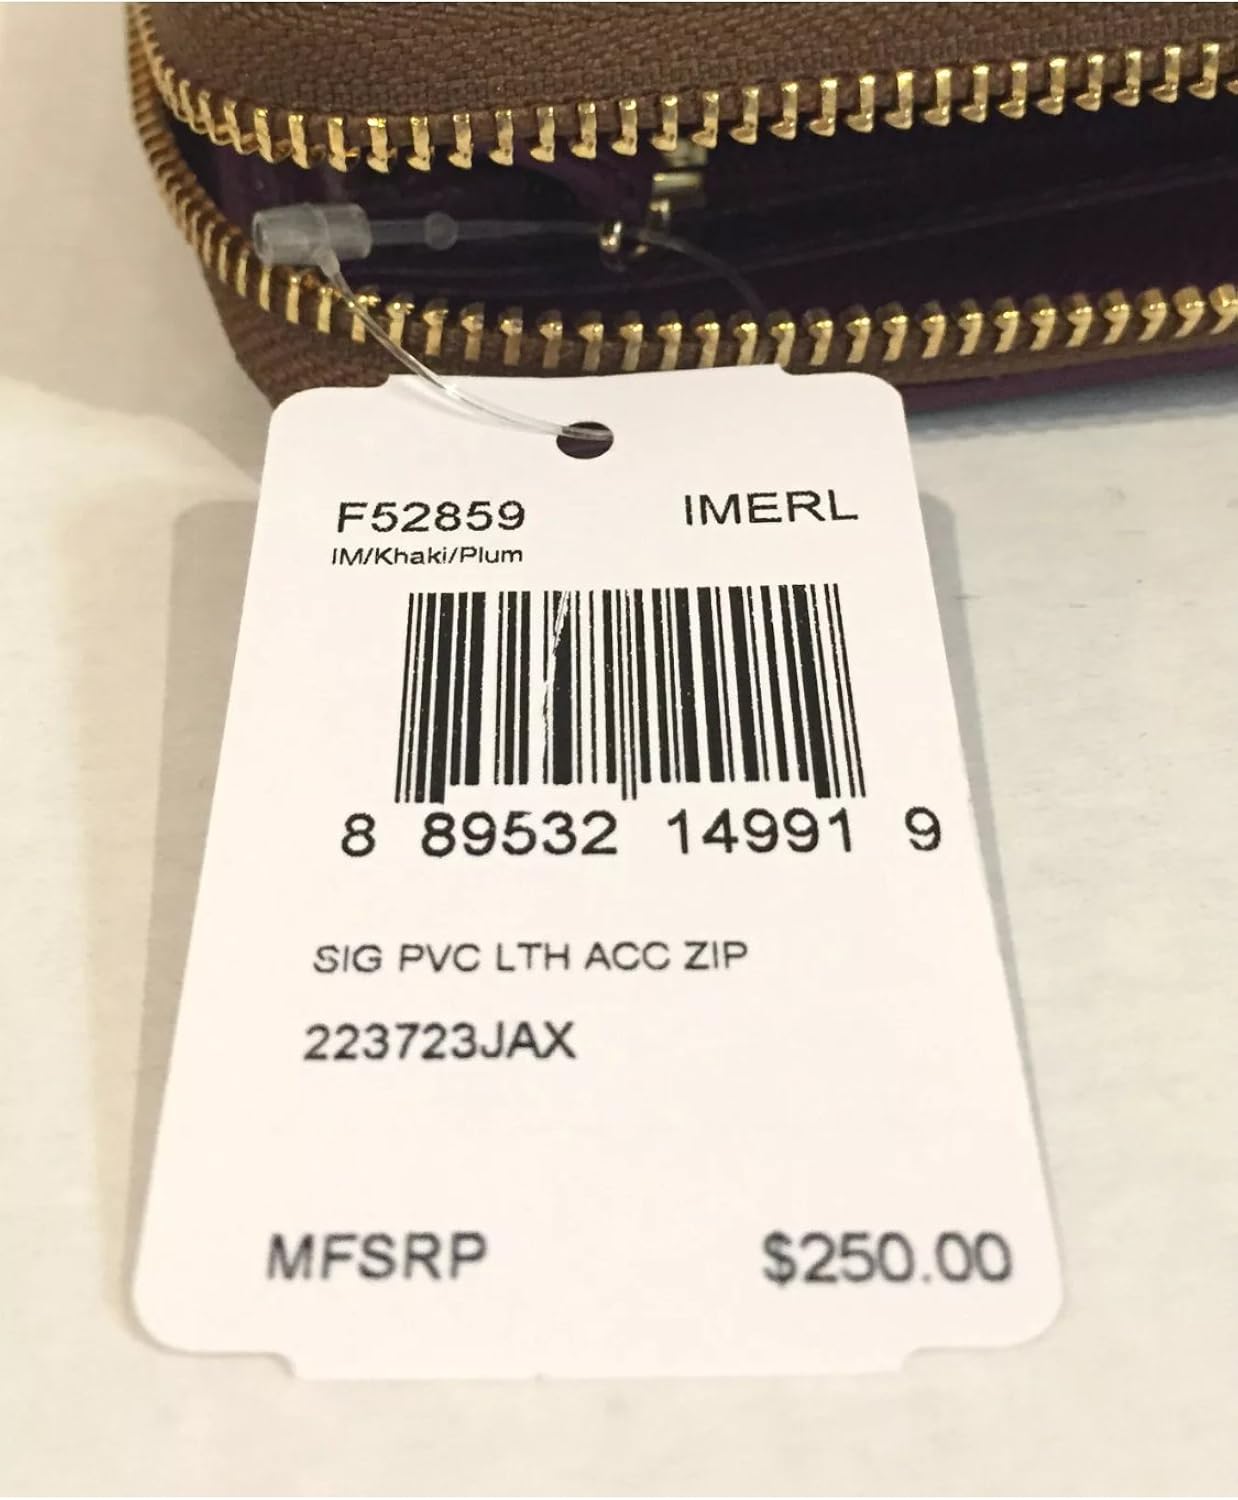 F52859 IMERL
IM/Khaki/Plum
8 89532 14991 9
SIG PVC LTH ACC ZIP
223723JAX
MFSRP $250.00